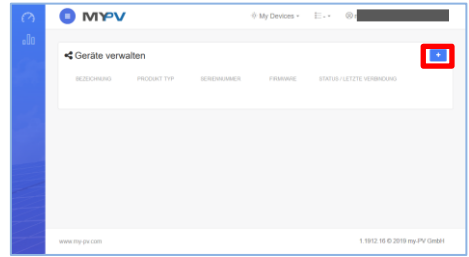 MYPV
My Devices
Geräte verwalten
+
BEZEICHNUNG PRODUKT TYP SERIENNUMMER FIRMWARE STATUS / LETZTE VERBINDUNG
www.my-pv.com 1.1912.16 © 2019 my-PV GmbH